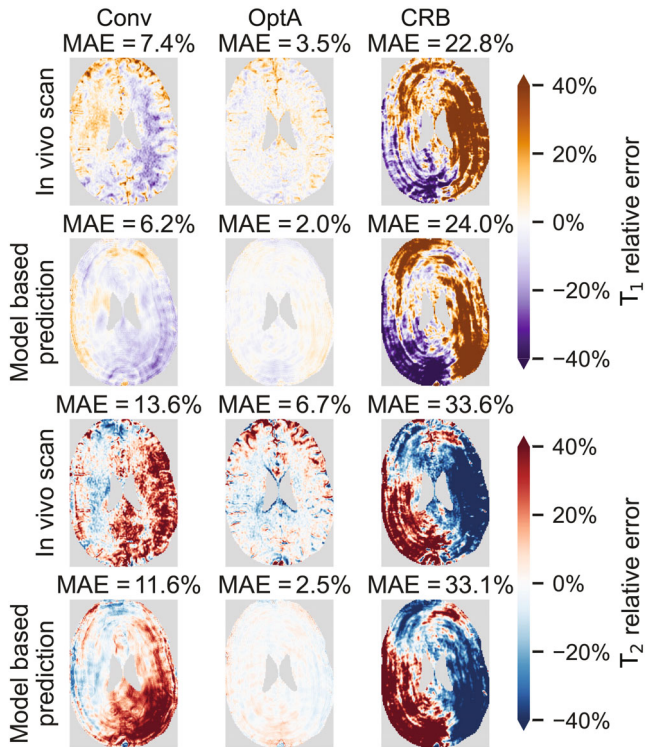 Conv OptA CRB
MAE = 7.4% MAE = 3.5% MAE = 22.8%
In vivo scan
40%
20%
0%
−20%
−40%
T₁ relative error
MAE = 6.2% MAE = 2.0% MAE = 24.0%
Model based
prediction
MAE = 13.6% MAE = 6.7% MAE = 33.6%
In vivo scan
40%
20%
0%
−20%
−40%
T₂ relative error
MAE = 11.6% MAE = 2.5% MAE = 33.1%
Model based
prediction